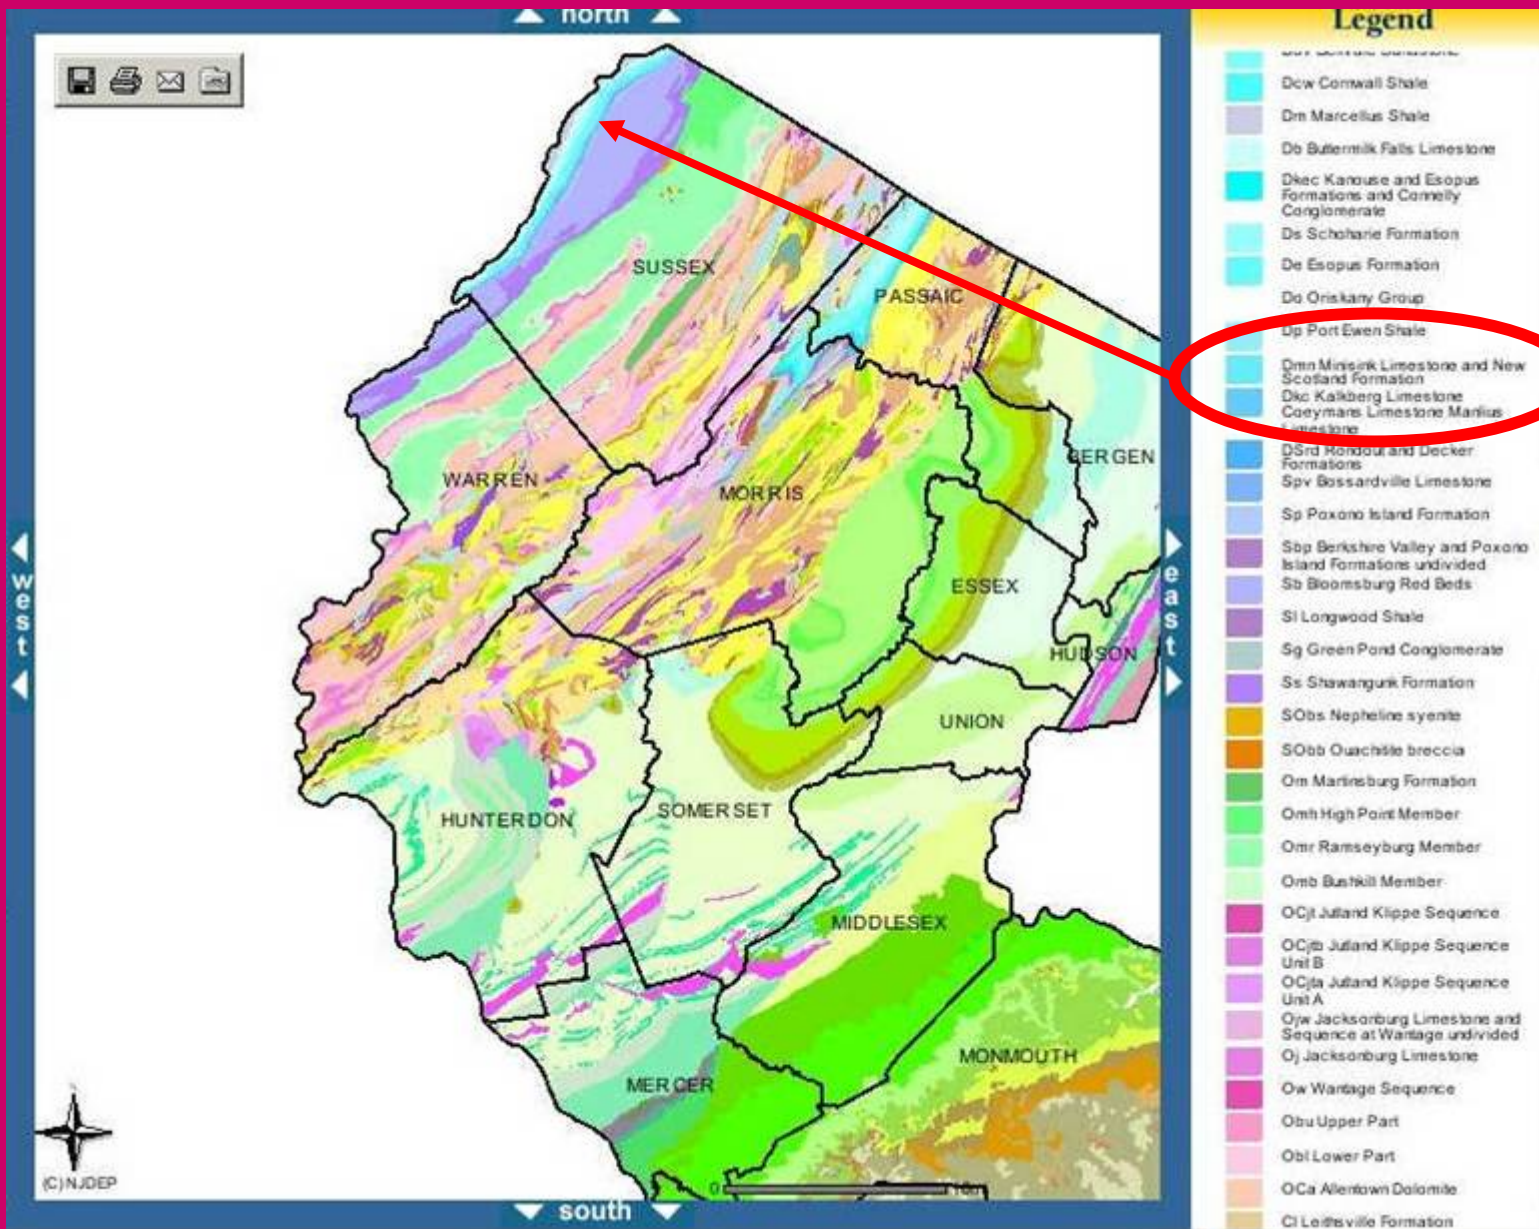 north
Legend
Dcw Cornwall Shale
Dm Marcellus Shale
Db Buttermilk Falls Limestone
Dkec Kanouse and Esopus
Formations and Connelly
Conglomerate
Ds Schoharie Formation
De Esopus Formation
Do Oriskany Group
Dp Port Ewen Shale
Dmn Minisink Limestone and New
Scotland Formation
Dkc Kalkberg Limestone
Coeymans Limestone Manlius
Limestone
DSrd Rondout and Decker
Formations
Spv Bossardville Limestone
Sp Poxono Island Formation
Sbp Berkshire Valley and Poxono
Island Formations undivided
Sb Bloomsburg Red Beds
Sl Longwood Shale
Sg Green Pond Conglomerate
Ss Shawangunk Formation
SObs Nepheline syenite
SObb Ouachitite breccia
Om Martinsburg Formation
Omh High Point Member
Omr Ramseyburg Member
Omb Bushkill Member
OCjt Jutland Klippe Sequence
OCjtb Jutland Klippe Sequence
Unit B
OCjta Jutland Klippe Sequence
Unit A
Ojw Jacksonburg Limestone and
Sequence at Wantage undivided
Oj Jacksonburg Limestone
Ow Wantage Sequence
Obu Upper Part
Obl Lower Part
OCa Allentown Dolomite
Cl Leithsville Formation
SUSSEX
PASSAIC
BERGEN
WARREN
MORRIS
ESSEX
HUDSON
UNION
HUNTERDON
SOMERSET
MIDDLESEX
MONMOUTH
MERCER
west
east
(C) NJDEP
0
south